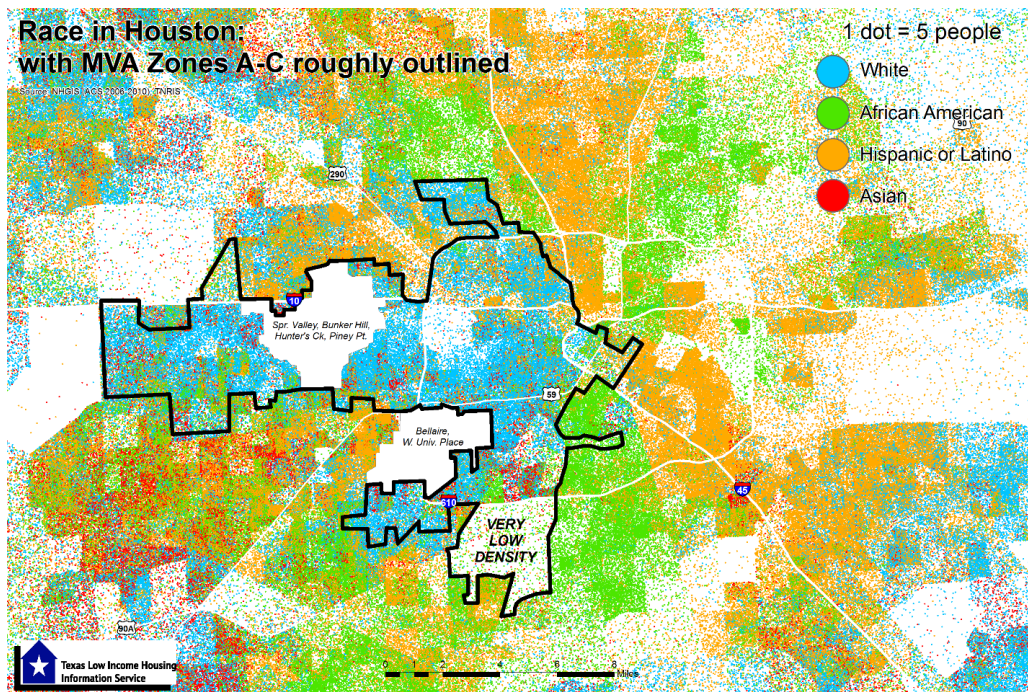 Race in Houston:
with MVA Zones A-C roughly outlined
Source: NHGIS, ACS 2006-2010, TNRIS
1 dot = 5 people
White
African American
Hispanic or Latino
Asian
90
290
10
Spr. Valley, Bunker Hill,
Hunter's Ck, Piney Pt.
59
Bellaire,
W. Univ. Place
610
45
VERY
LOW
DENSITY
90A
Texas Low Income Housing
Information Service
0 1 2 4 6 8
Miles